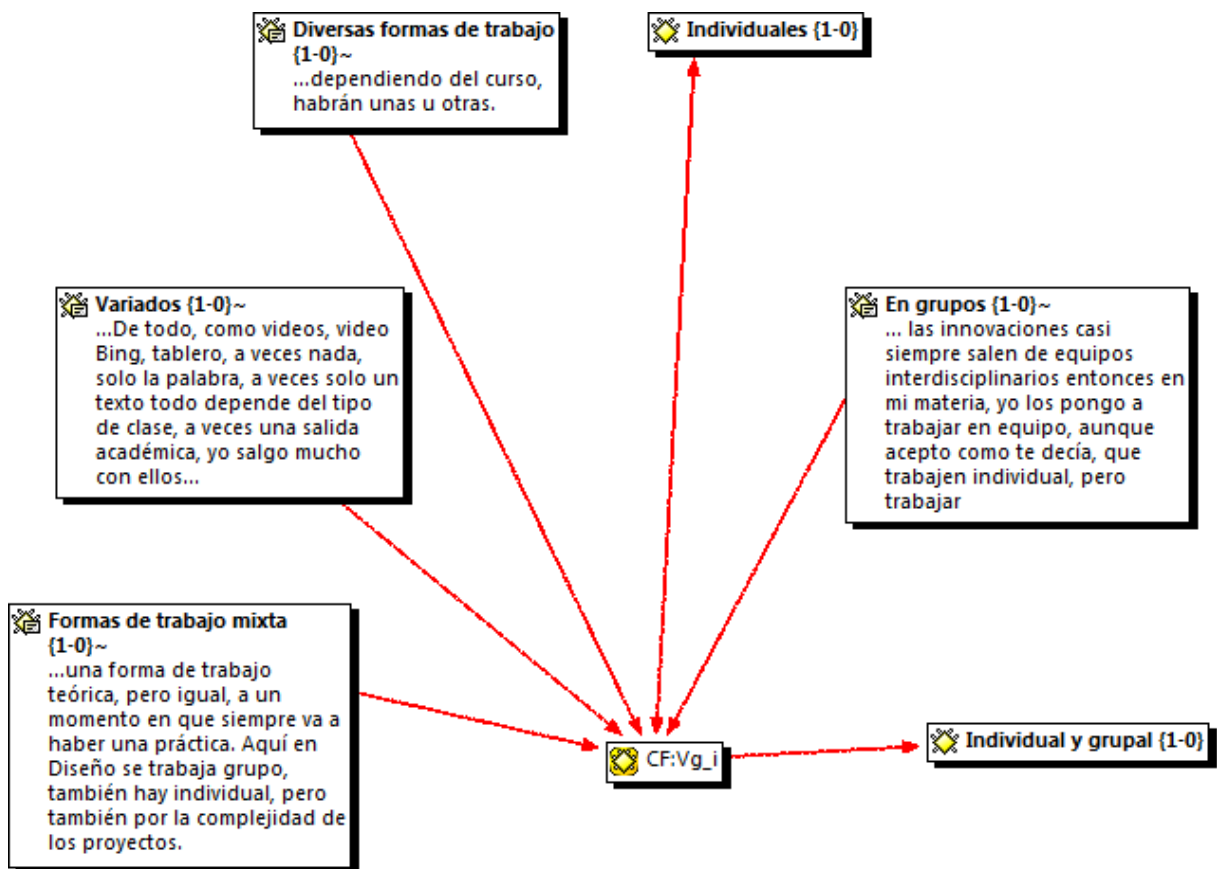 Diversas formas de trabajo
{1-0}~
...dependiendo del curso,
habrán unas u otras.
Individuales {1-0}
Variados {1-0}~
...De todo, como videos, video
Bing, tablero, a veces nada,
solo la palabra, a veces solo un
texto todo depende del tipo
de clase, a veces una salida
académica, yo salgo mucho
con ellos...
En grupos {1-0}~
... las innovaciones casi
siempre salen de equipos
interdisciplinarios entonces en
mi materia, yo los pongo a
trabajar en equipo, aunque
acepto como te decía, que
trabajen individual, pero
trabajar
Formas de trabajo mixta
{1-0}~
...una forma de trabajo
teórica, pero igual, a un
momento en que siempre va a
haber una práctica. Aquí en
Diseño se trabaja grupo,
también hay individual, pero
también por la complejidad de
los proyectos.
CF:Vg_i
Individual y grupal {1-0}